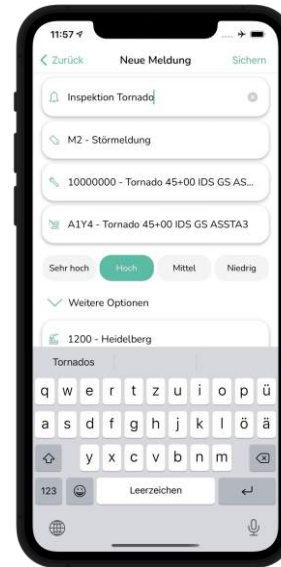 11:57
Zurück Neue Meldung Sichern
Inspektion Tornado
M2 - Störmeldung
10000000 - Tornado 45+00 IDS GS AS...
A1Y4 - Tornado 45+00 IDS GS ASSTA3
Sehr hoch Hoch Mittel Niedrig
Weitere Optionen
1200 - Heidelberg
Tornados
q w e r t z u i o p ü
a s d f g h j k l ö ä
y x c v b n m
123 Leerzeichen